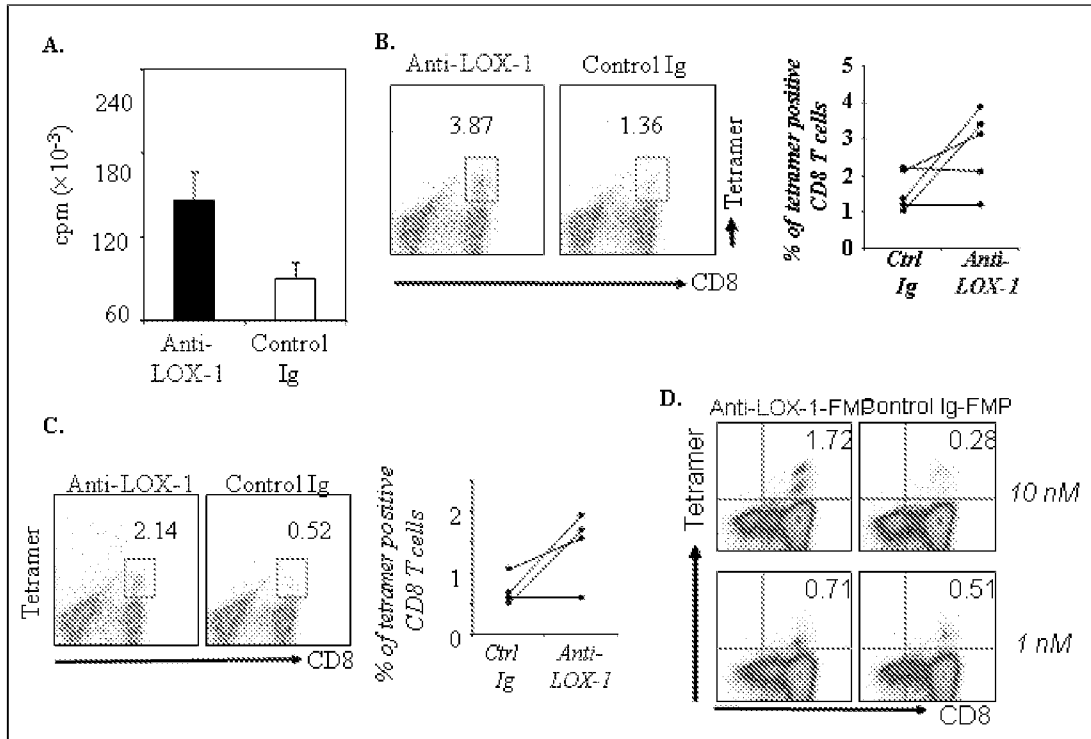 A.
240
180
120
60
cpm (×10⁻³)
Anti-
LOX-1
Control
Ig
B.
Anti-LOX-1
Control Ig
3.87
1.36
Tetramer
CD8
% of tetramer positive
CD8 T cells
5
4
3
2
1
0
Ctrl
Ig
Anti-
LOX-1
C.
Anti-LOX-1
Control Ig
2.14
0.52
Tetramer
CD8
% of tetramer positive
CD8 T cells
2
1
0
Ctrl
Ig
Anti-
LOX-1
D.
Anti-LOX-1-FMP
Control Ig-FMP
1.72
0.28
10 nM
0.71
0.51
1 nM
Tetramer
CD8